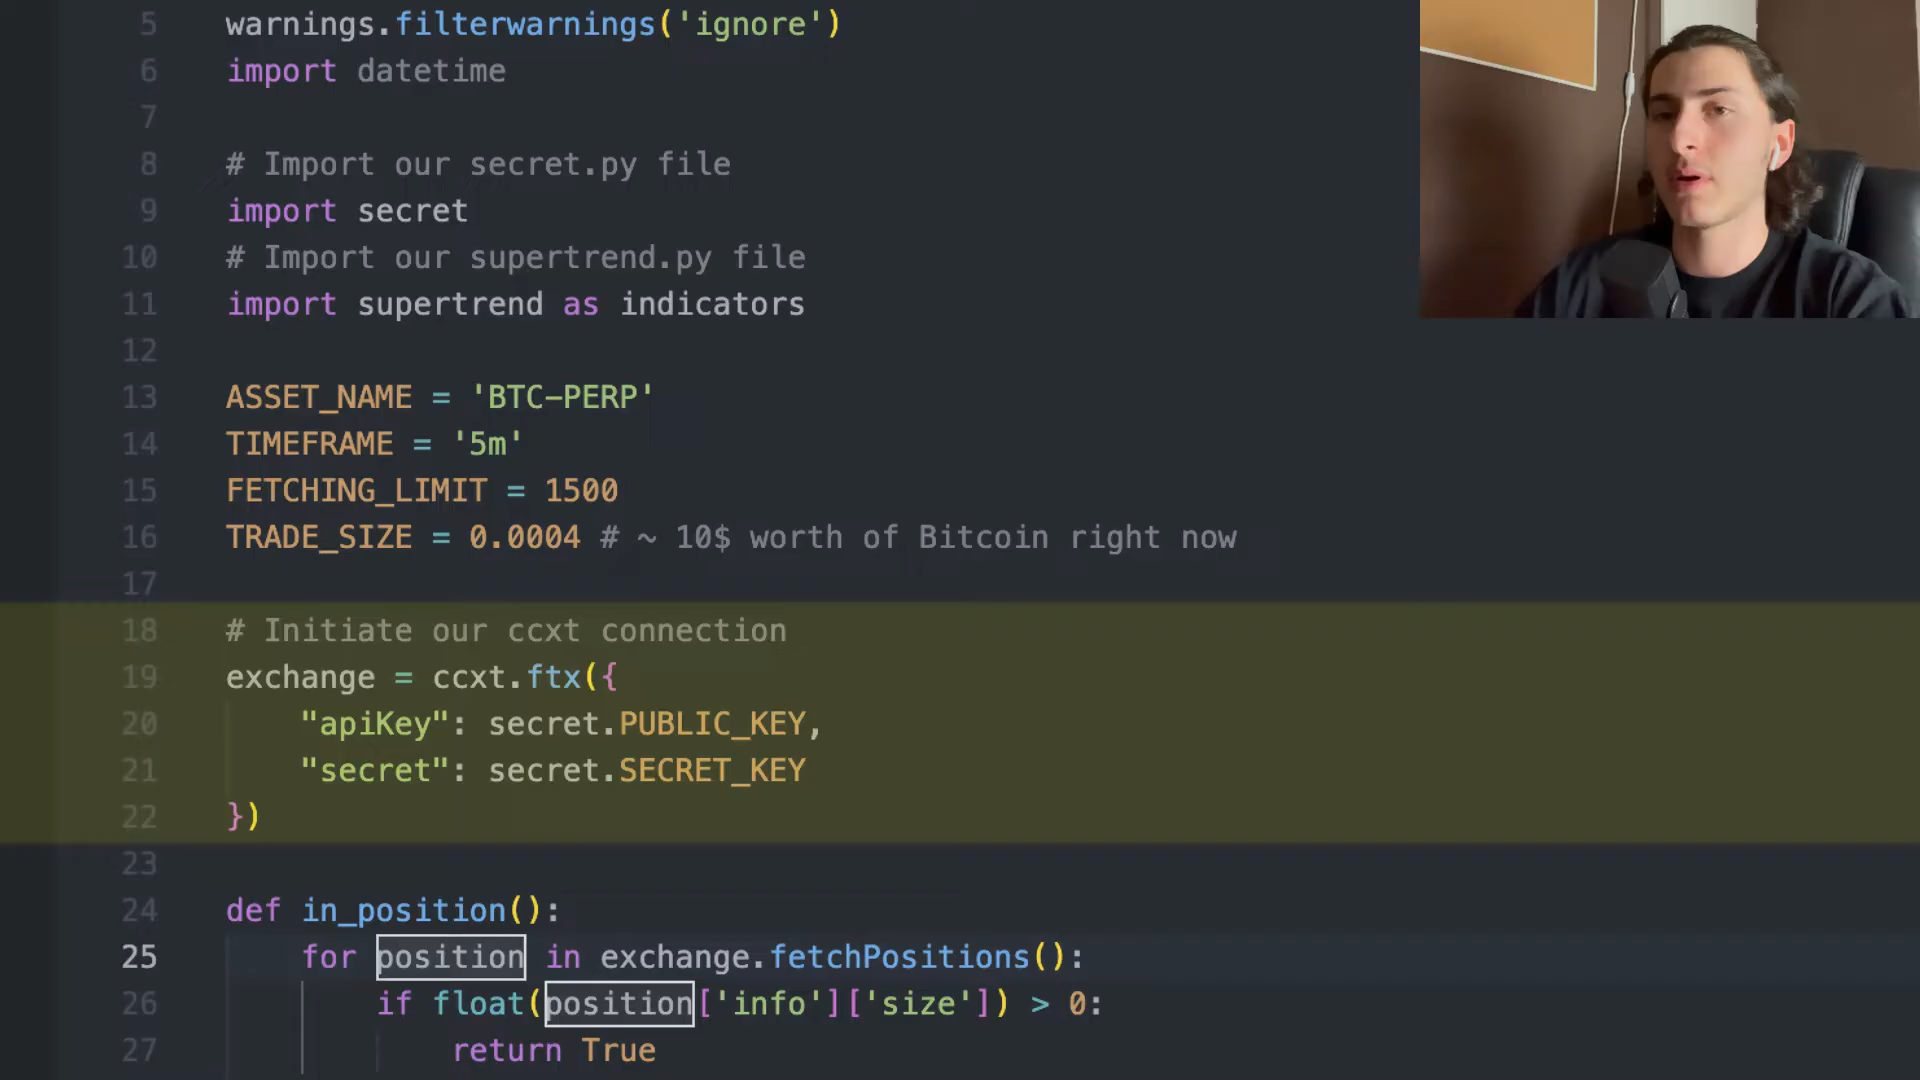 5 warnings.filterwarnings('ignore')
6 import datetime
7
8 # Import our secret.py file
9 import secret
10 # Import our supertrend.py file
11 import supertrend as indicators
12
13 ASSET_NAME = 'BTC-PERP'
14 TIMEFRAME = '5m'
15 FETCHING_LIMIT = 1500
16 TRADE_SIZE = 0.0004 # ~ 10$ worth of Bitcoin right now
17
18 # Initiate our ccxt connection
19 exchange = ccxt.ftx({
20 "apiKey": secret.PUBLIC_KEY,
21 "secret": secret.SECRET_KEY
22 })
23
24 def in_position():
25 for position in exchange.fetchPositions():
26 if float(position['info']['size']) > 0:
27 return True